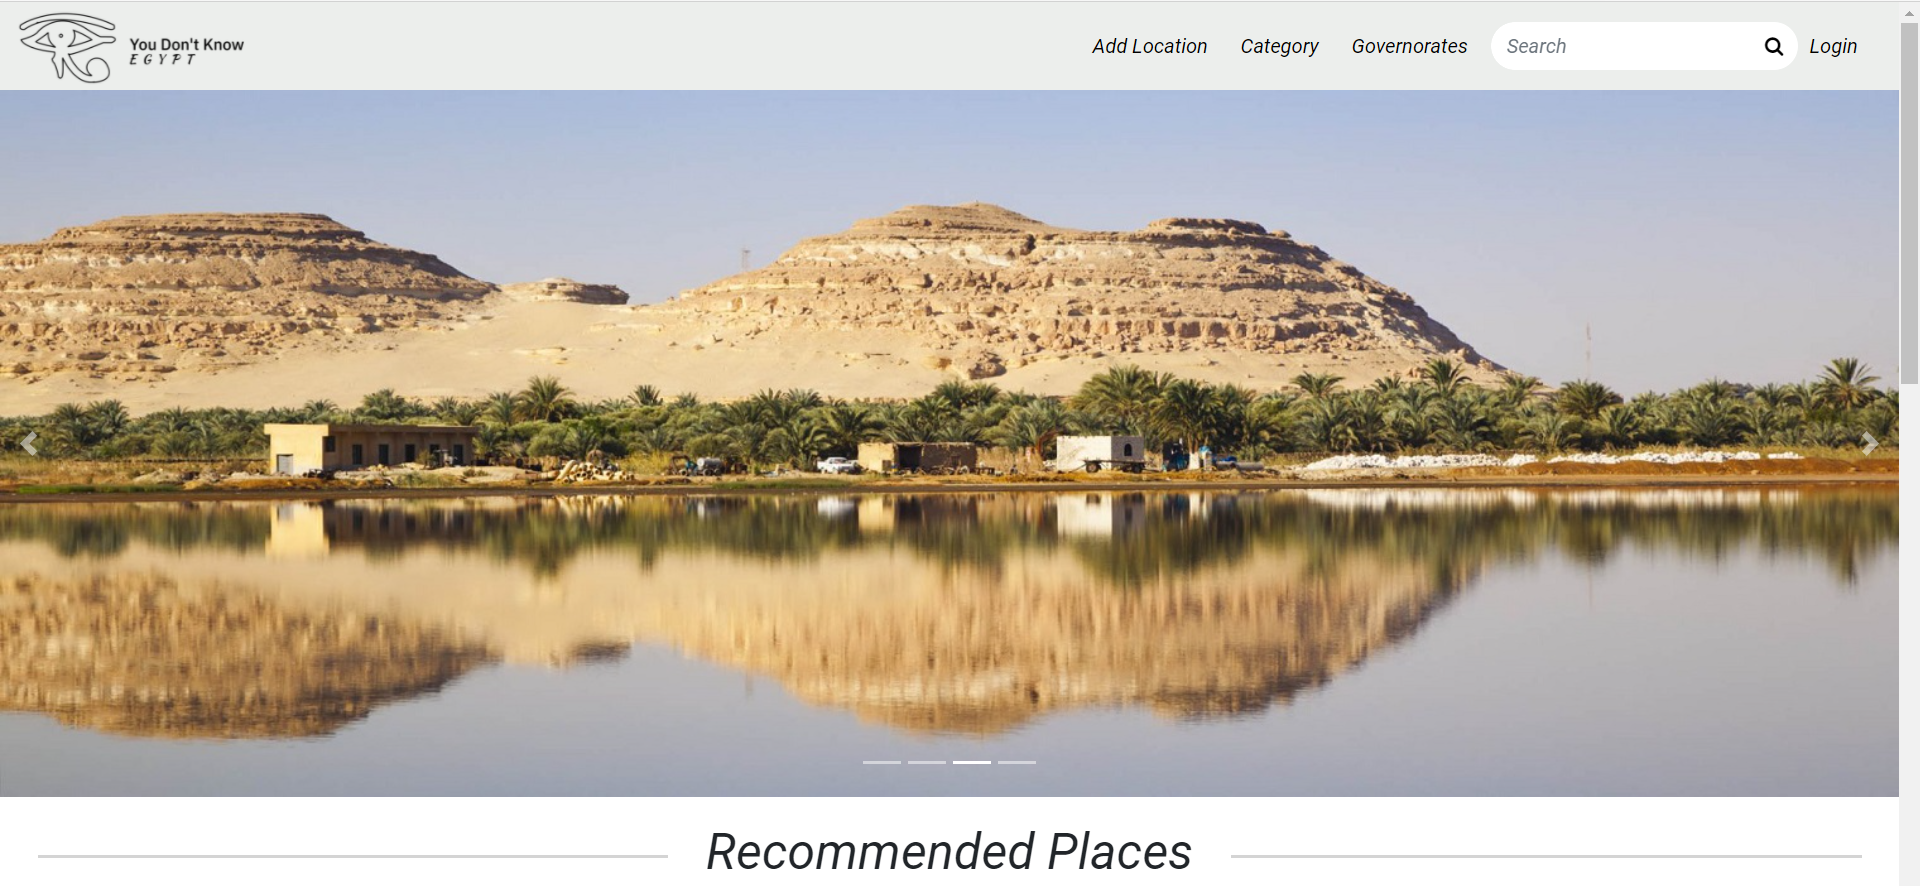 You Don't Know
EGYPT
Add Location
Category
Governorates
Search
Login
Recommended Places